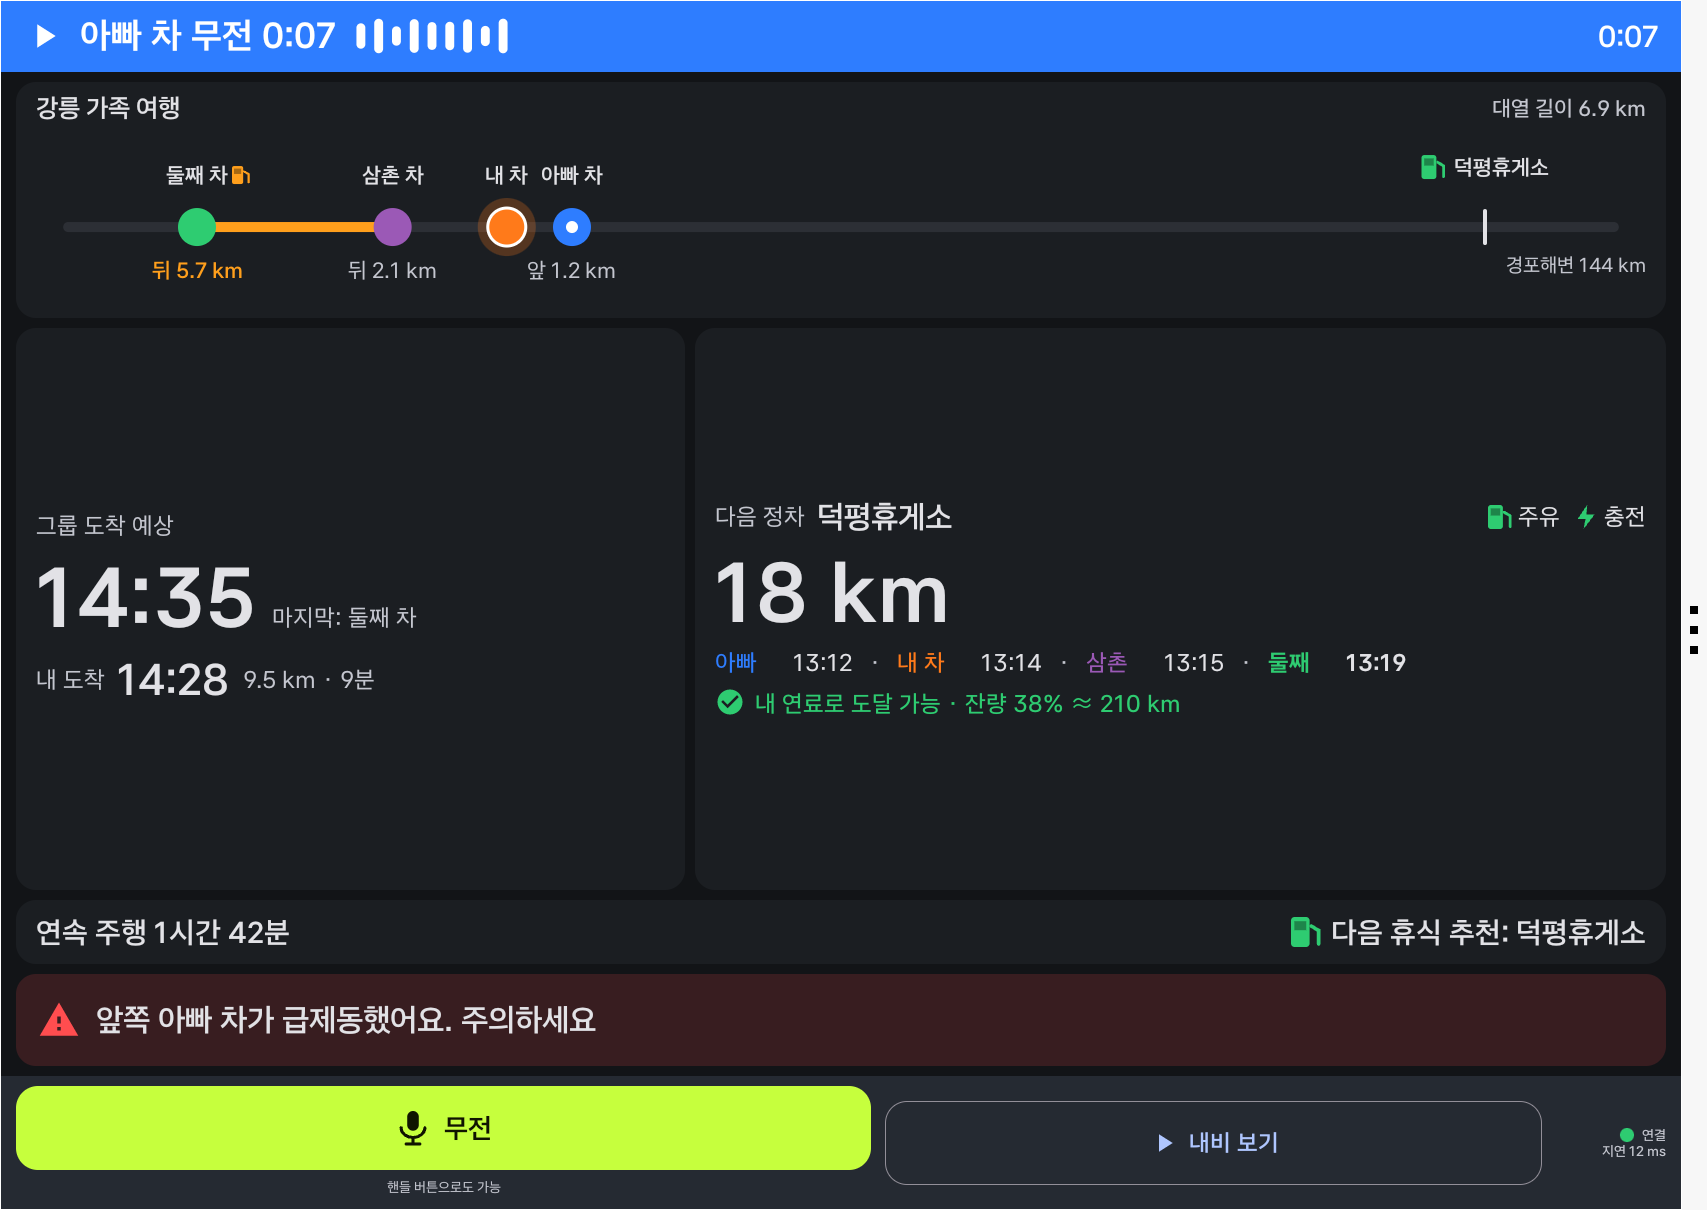 아빠 차 무전 0:07
0:07
강릉 가족 여행
대열 길이 6.9 km
둘째 차
삼촌 차
내 차
아빠 차
덕평휴게소
뒤 5.7 km
뒤 2.1 km
앞 1.2 km
경포해변 144 km
그룹 도착 예상
14:35 마지막: 둘째 차
내 도착 14:28 9.5 km · 9분
다음 정차 덕평휴게소
주유 충전
18 km
아빠 13:12 · 내 차 13:14 · 삼촌 13:15 · 둘째 13:19
내 연료로 도달 가능 · 잔량 38% ≈ 210 km
연속 주행 1시간 42분
다음 휴식 추천: 덕평휴게소
앞쪽 아빠 차가 급제동했어요. 주의하세요
무전
핸들 버튼으로도 가능
내비 보기
연결
지연 12 ms